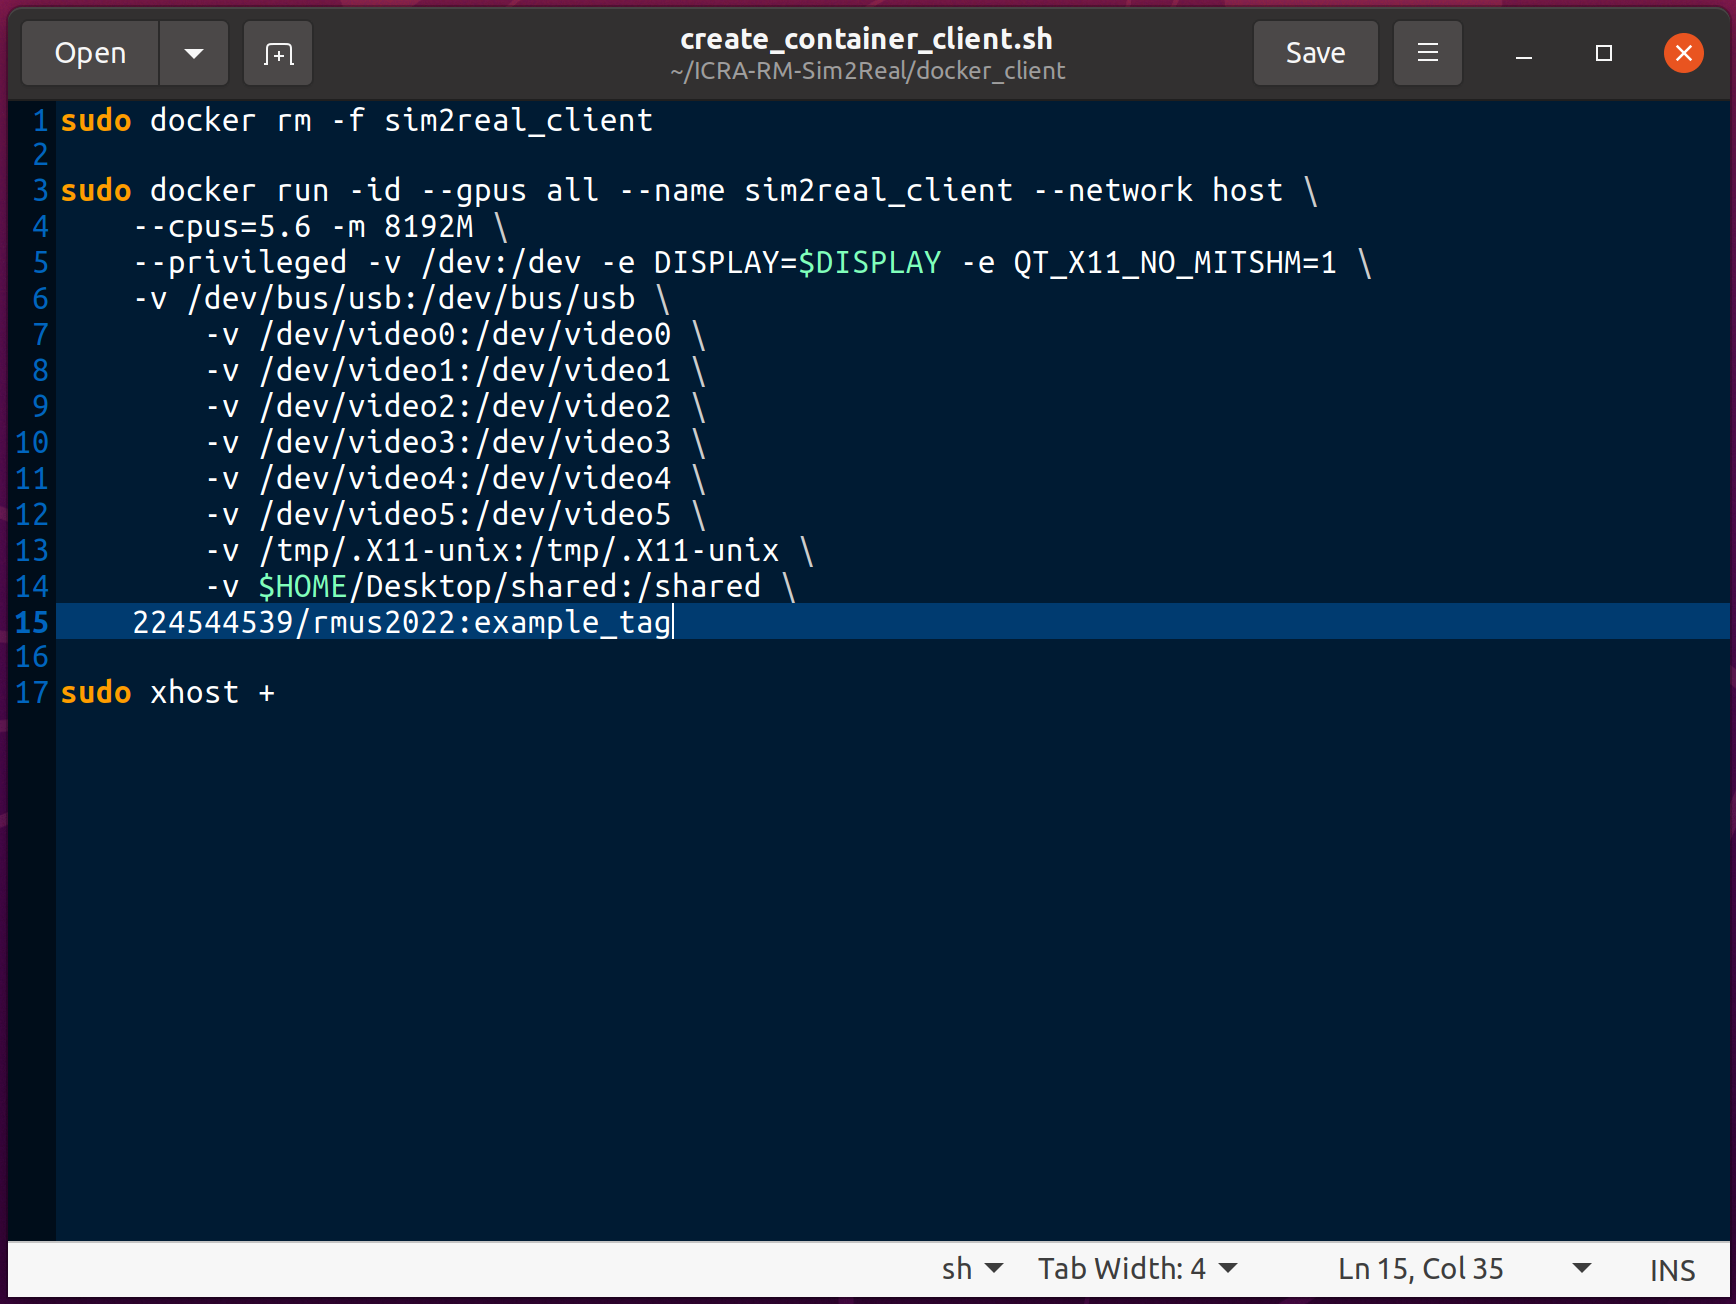 Open
create_container_client.sh
~/ICRA-RM-Sim2Real/docker_client
Save
1 sudo docker rm -f sim2real_client
2
3 sudo docker run -id --gpus all --name sim2real_client --network host \
4     --cpus=5.6 -m 8192M \
5     --privileged -v /dev:/dev -e DISPLAY=$DISPLAY -e QT_X11_NO_MITSHM=1 \
6     -v /dev/bus/usb:/dev/bus/usb \
7         -v /dev/video0:/dev/video0 \
8         -v /dev/video1:/dev/video1 \
9         -v /dev/video2:/dev/video2 \
10         -v /dev/video3:/dev/video3 \
11         -v /dev/video4:/dev/video4 \
12         -v /dev/video5:/dev/video5 \
13         -v /tmp/.X11-unix:/tmp/.X11-unix \
14         -v $HOME/Desktop/shared:/shared \
15     224544539/rmus2022:example_tag
16
17 sudo xhost +
sh Tab Width: 4 Ln 15, Col 35 INS